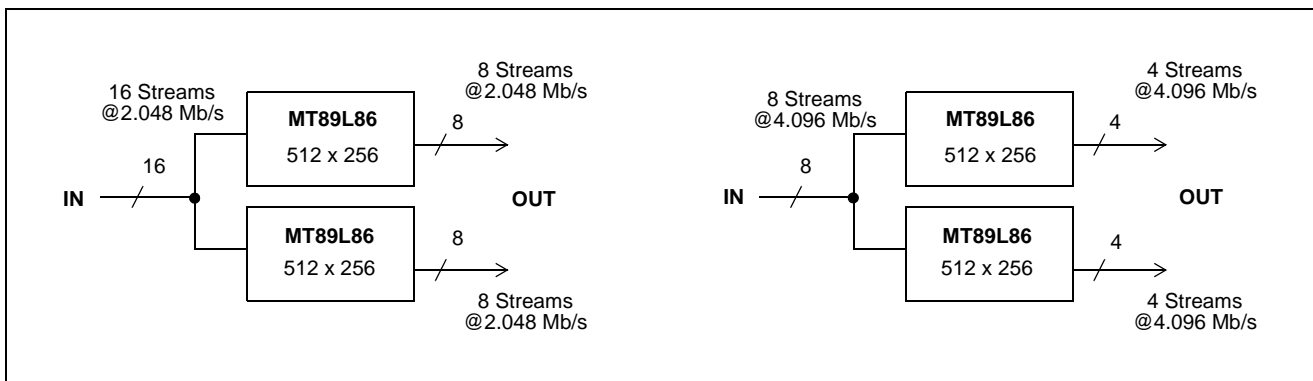 16 Streams
@2.048 Mb/s
8 Streams
@2.048 Mb/s
MT89L86
512 x 256
8
16
IN
OUT
MT89L86
512 x 256
8
8 Streams
@2.048 Mb/s
8 Streams
@4.096 Mb/s
4 Streams
@4.096 Mb/s
MT89L86
512 x 256
4
8
IN
OUT
MT89L86
512 x 256
4
4 Streams
@4.096 Mb/s